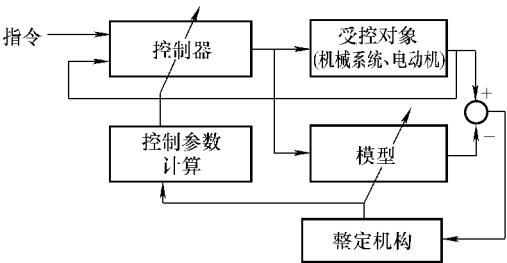 指令
控制器
受控对象
(机械系统、电动机)
+
−
控制参数
计算
模型
整定机构